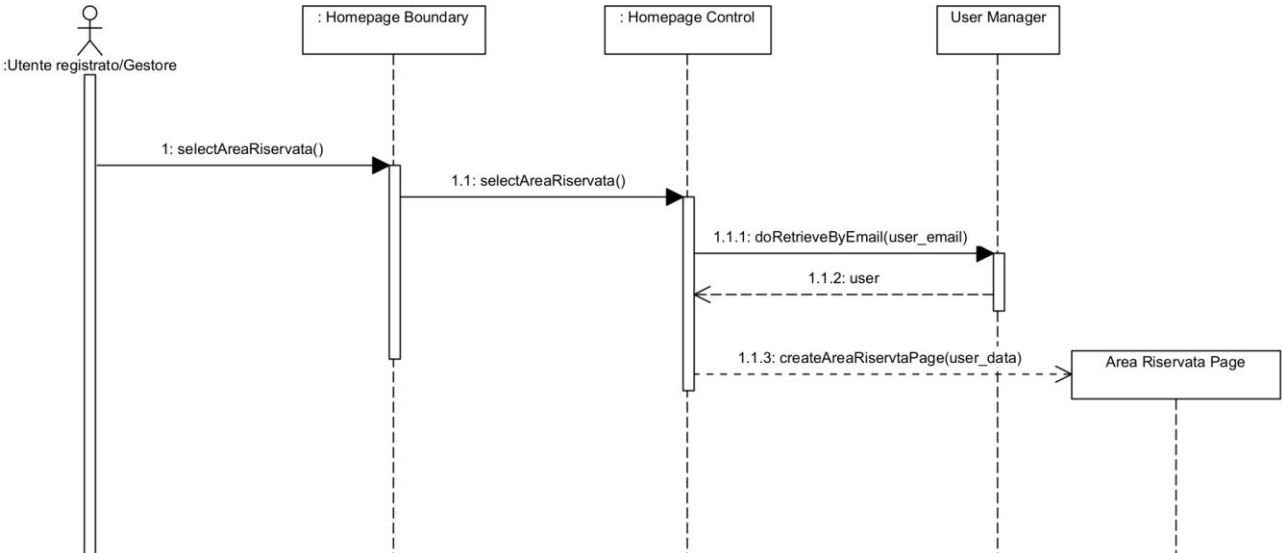 : Homepage Boundary
: Homepage Control
User Manager
:Utente registrato/Gestore
1: selectAreaRiservata()
1.1: selectAreaRiservata()
1.1.1: doRetrieveByEmail(user_email)
1.1.2: user
1.1.3: createAreaRiservtaPage(user_data)
Area Riservata Page